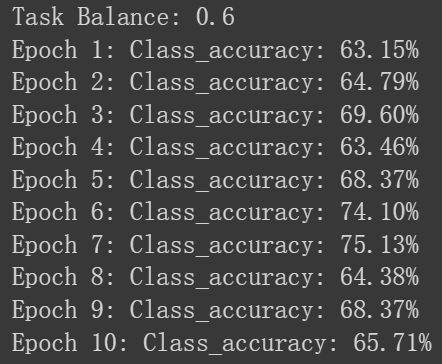 Task Balance: 0.6
Epoch 1: Class_accuracy: 63.15%
Epoch 2: Class_accuracy: 64.79%
Epoch 3: Class_accuracy: 69.60%
Epoch 4: Class_accuracy: 63.46%
Epoch 5: Class_accuracy: 68.37%
Epoch 6: Class_accuracy: 74.10%
Epoch 7: Class_accuracy: 75.13%
Epoch 8: Class_accuracy: 64.38%
Epoch 9: Class_accuracy: 68.37%
Epoch 10: Class_accuracy: 65.71%